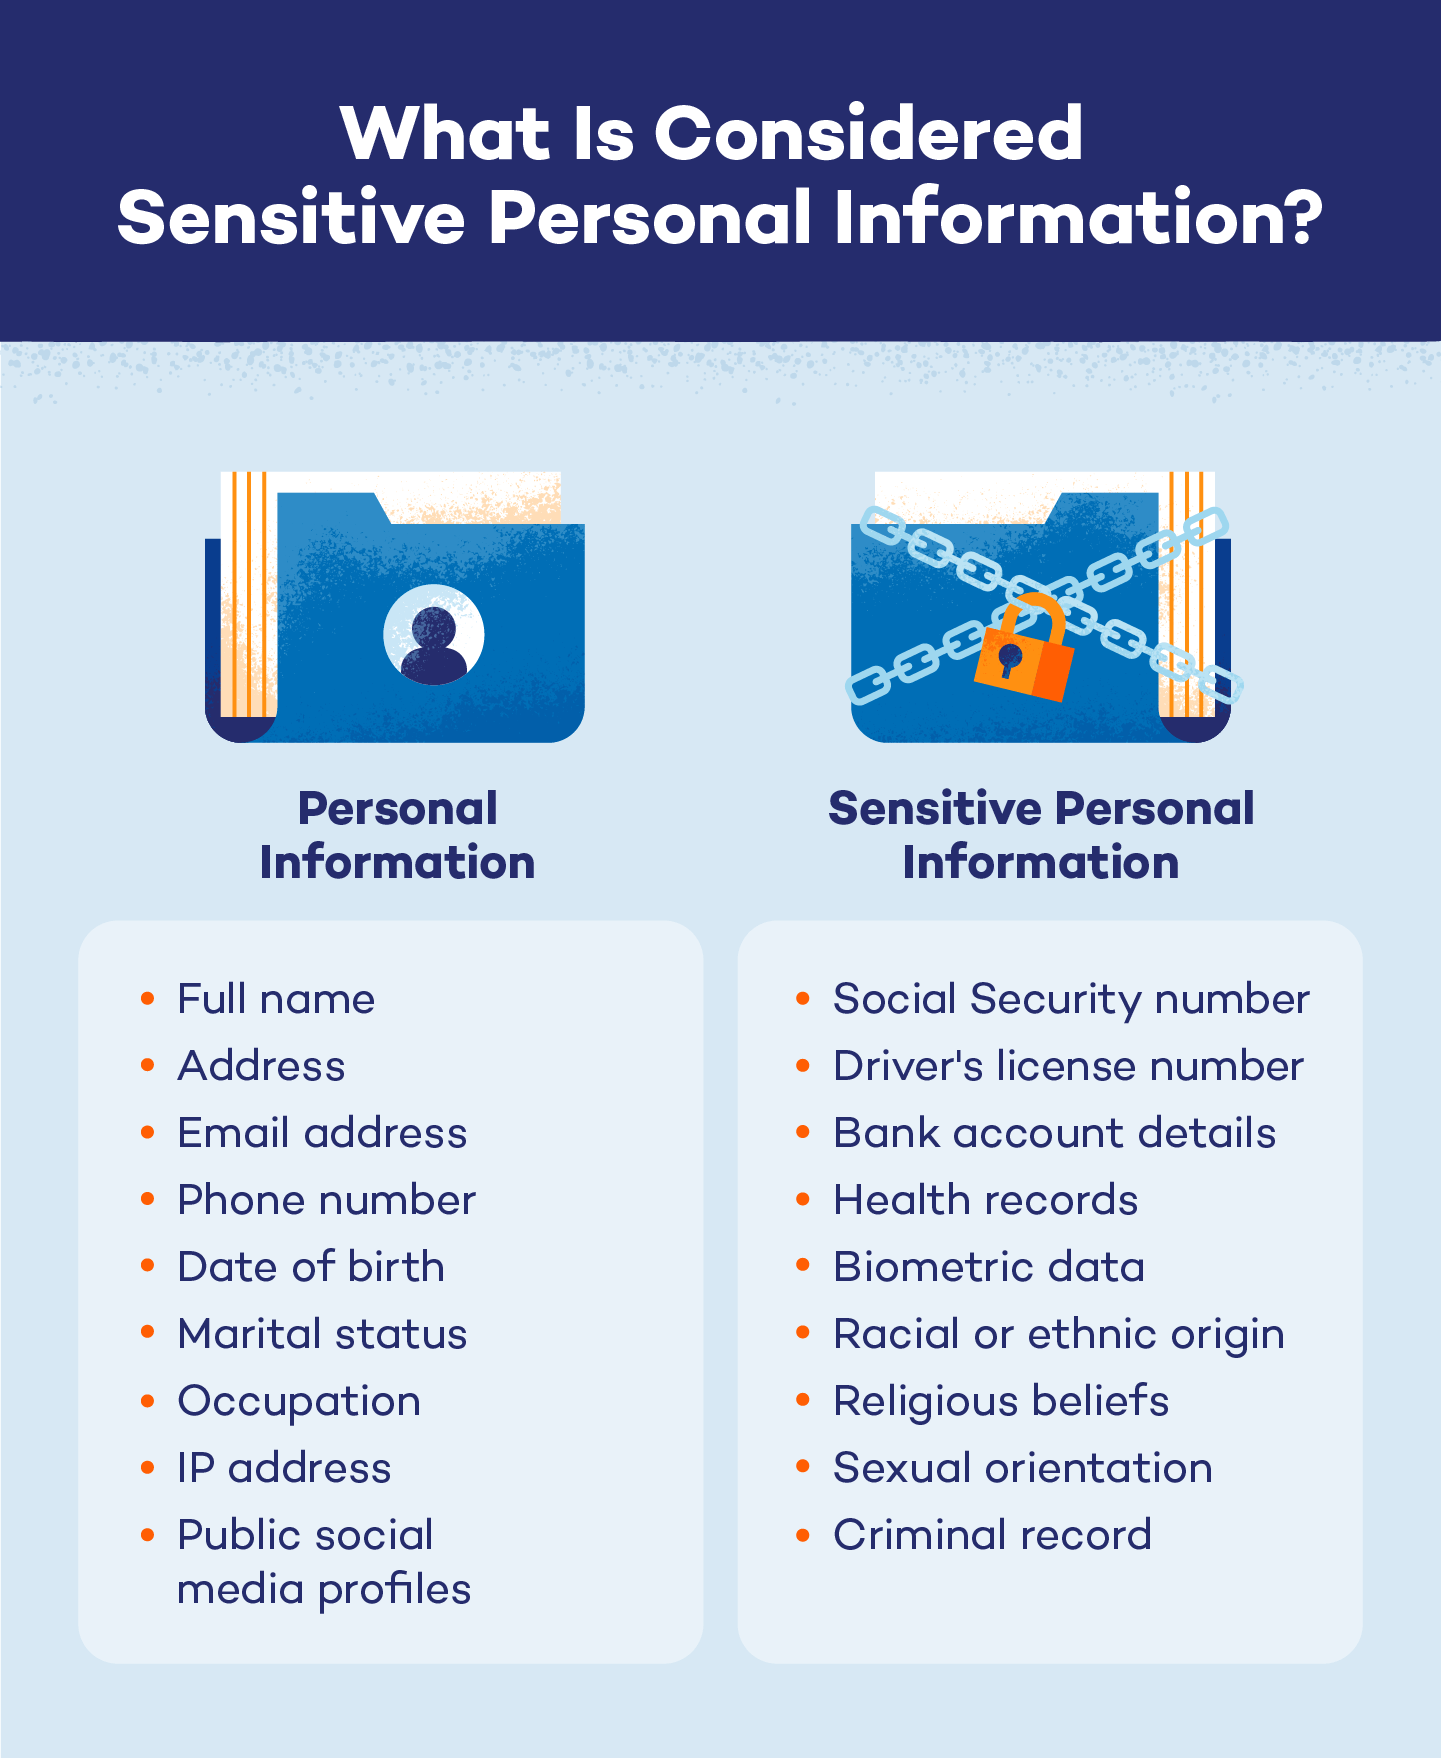 What Is Considered
Sensitive Personal Information?
Personal
Information
• Full name
• Address
• Email address
• Phone number
• Date of birth
• Marital status
• Occupation
• IP address
• Public social
media profiles
Sensitive Personal
Information
• Social Security number
• Driver's license number
• Bank account details
• Health records
• Biometric data
• Racial or ethnic origin
• Religious beliefs
• Sexual orientation
• Criminal record